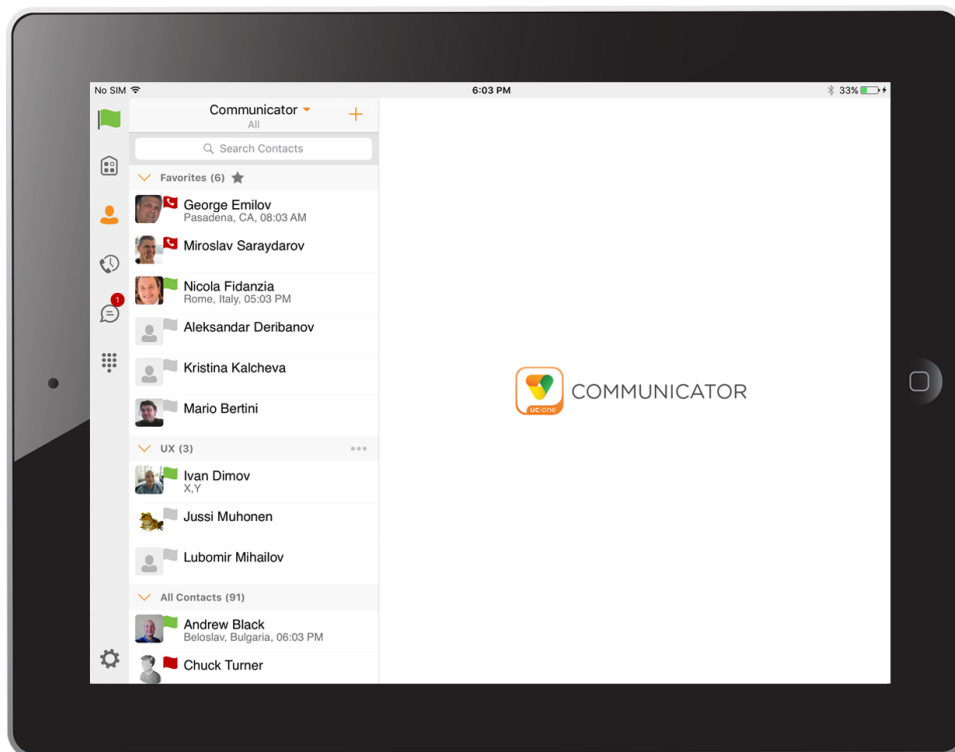 No SIM
6:03 PM
33%
Communicator
All
Search Contacts
Favorites (6)
George Emilov
Pasadena, CA, 08:03 AM
Miroslav Saraydarov
Nicola Fidanzia
Rome, Italy, 05:03 PM
Aleksandar Deribanov
Kristina Kalcheva
Mario Bertini
UX (3)
Ivan Dimov
X,Y
Jussi Muhonen
Lubomir Mihailov
All Contacts (91)
Andrew Black
Beloslav, Bulgaria, 06:03 PM
Chuck Turner
1
uc-one
COMMUNICATOR